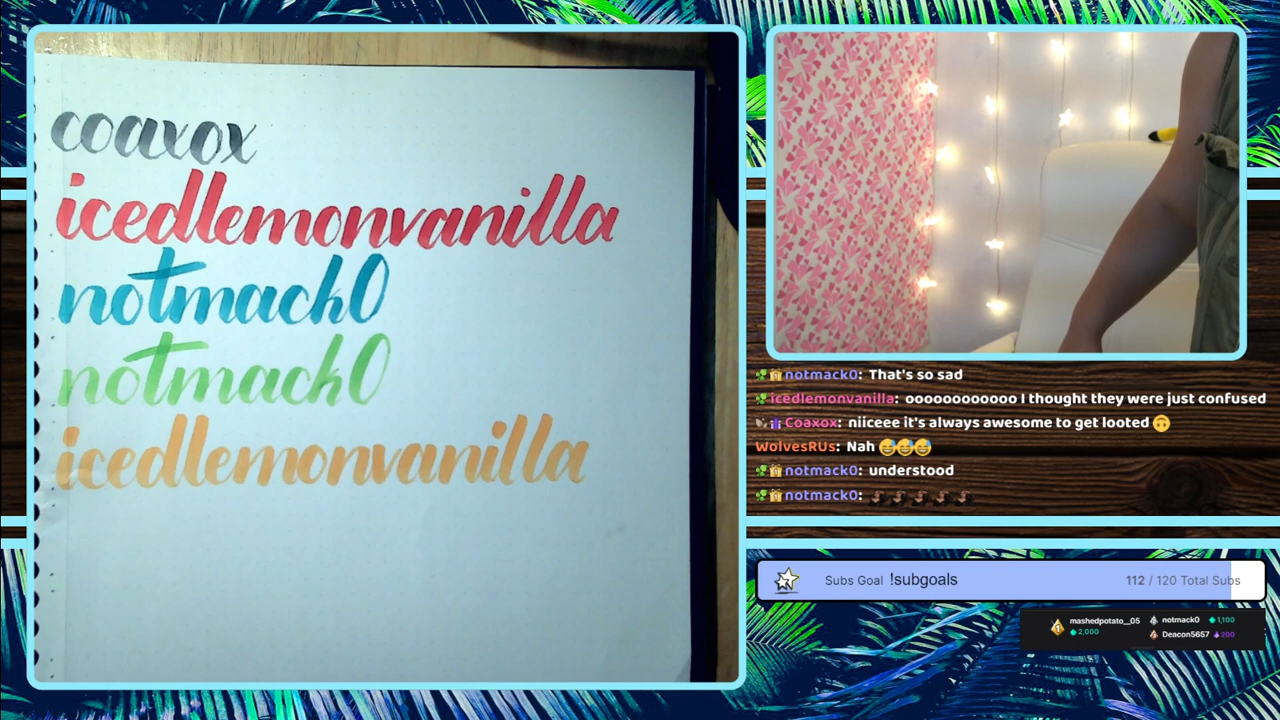 coaxox
icedlemonvanilla
notmack0
notmack0
icedlemonvanilla
notmack0: That's so sad
icedlemonvanilla: oooooooooooo I thought they were just confused
Coaxox: niiceee it's always awesome to get looted 🙃
WolvesRUs: Nah 😅😅😅
notmack0: understood
notmack0:
Subs Goal !subgoals 112 / 120 Total Subs
1 mashedpotato__05 2,000
notmack0 1,100
Deacon5657 200